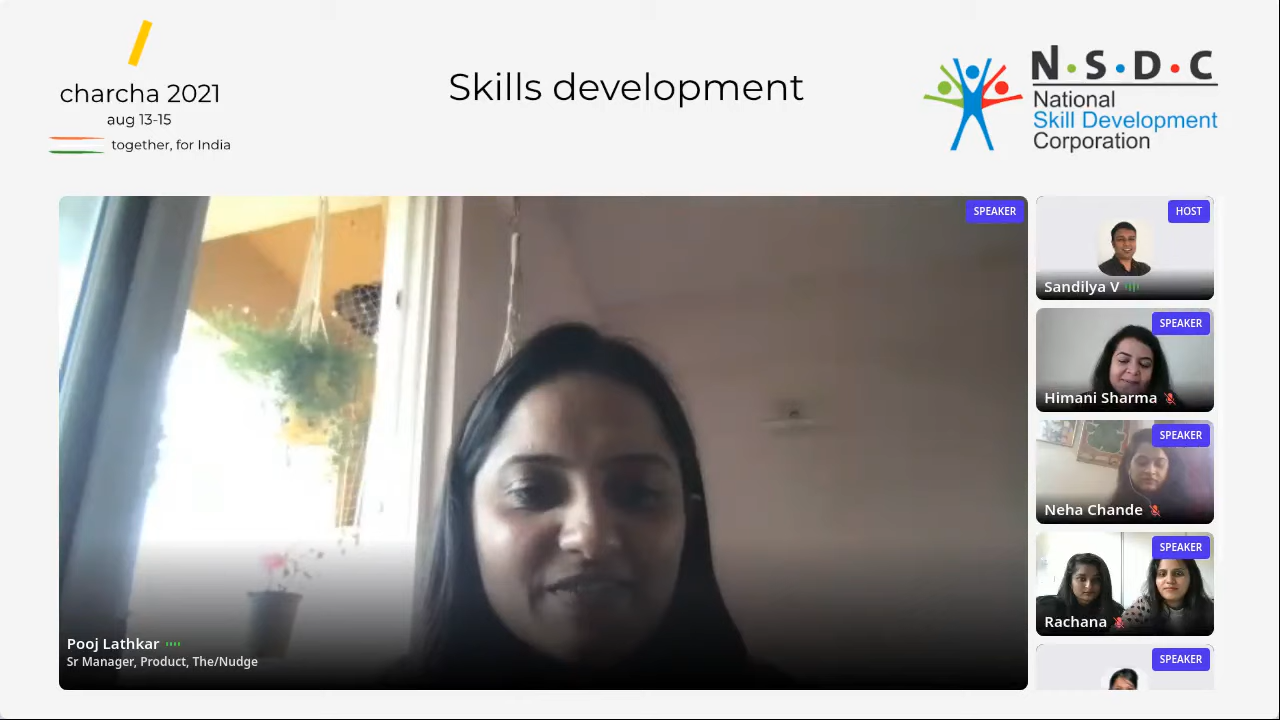 charcha 2021
aug 13-15
together, for India
Skills development
N·S·D·C
National
Skill Development
Corporation
SPEAKER
Pooj Lathkar
Sr Manager, Product, The/Nudge
HOST
Sandilya V
SPEAKER
Himani Sharma
SPEAKER
Neha Chande
SPEAKER
Rachana
SPEAKER